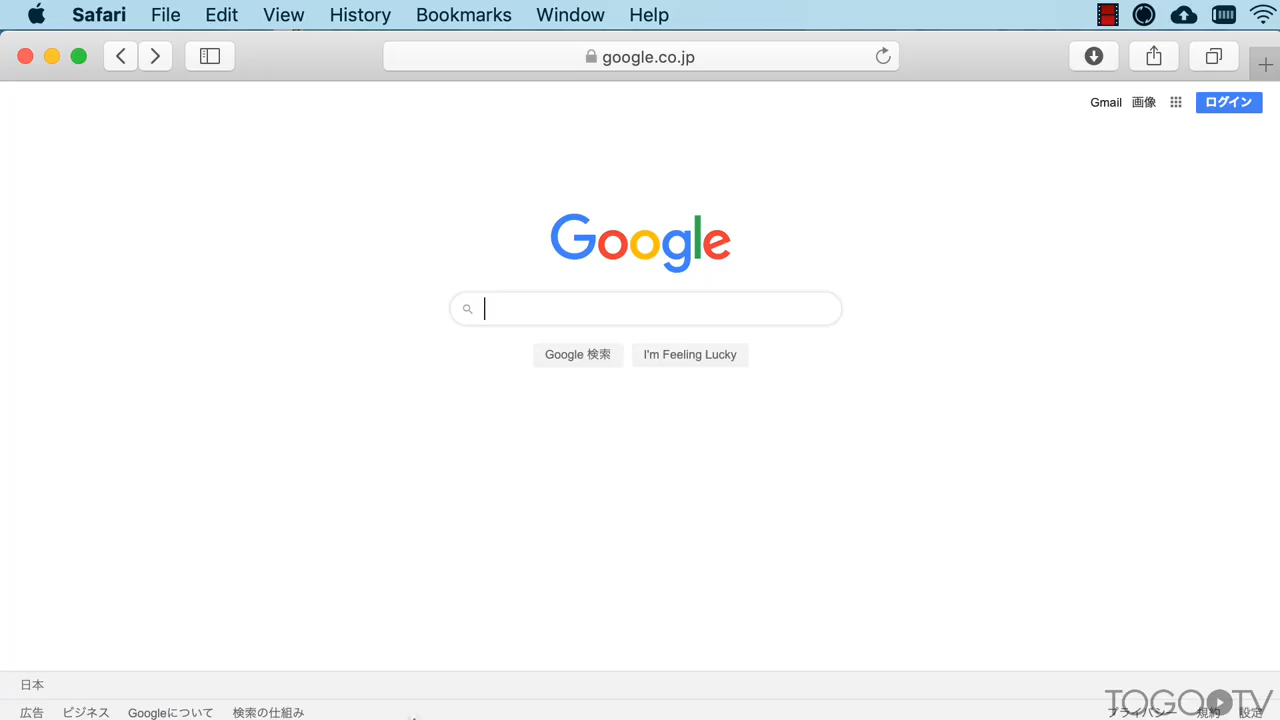 Safari File Edit View History Bookmarks Window Help
google.co.jp
Gmail 画像 ログイン
Google
Google 検索 I'm Feeling Lucky
日本
広告 ビジネス Googleについて 検索の仕組み プライバシー 規約 設定
TOGO TV